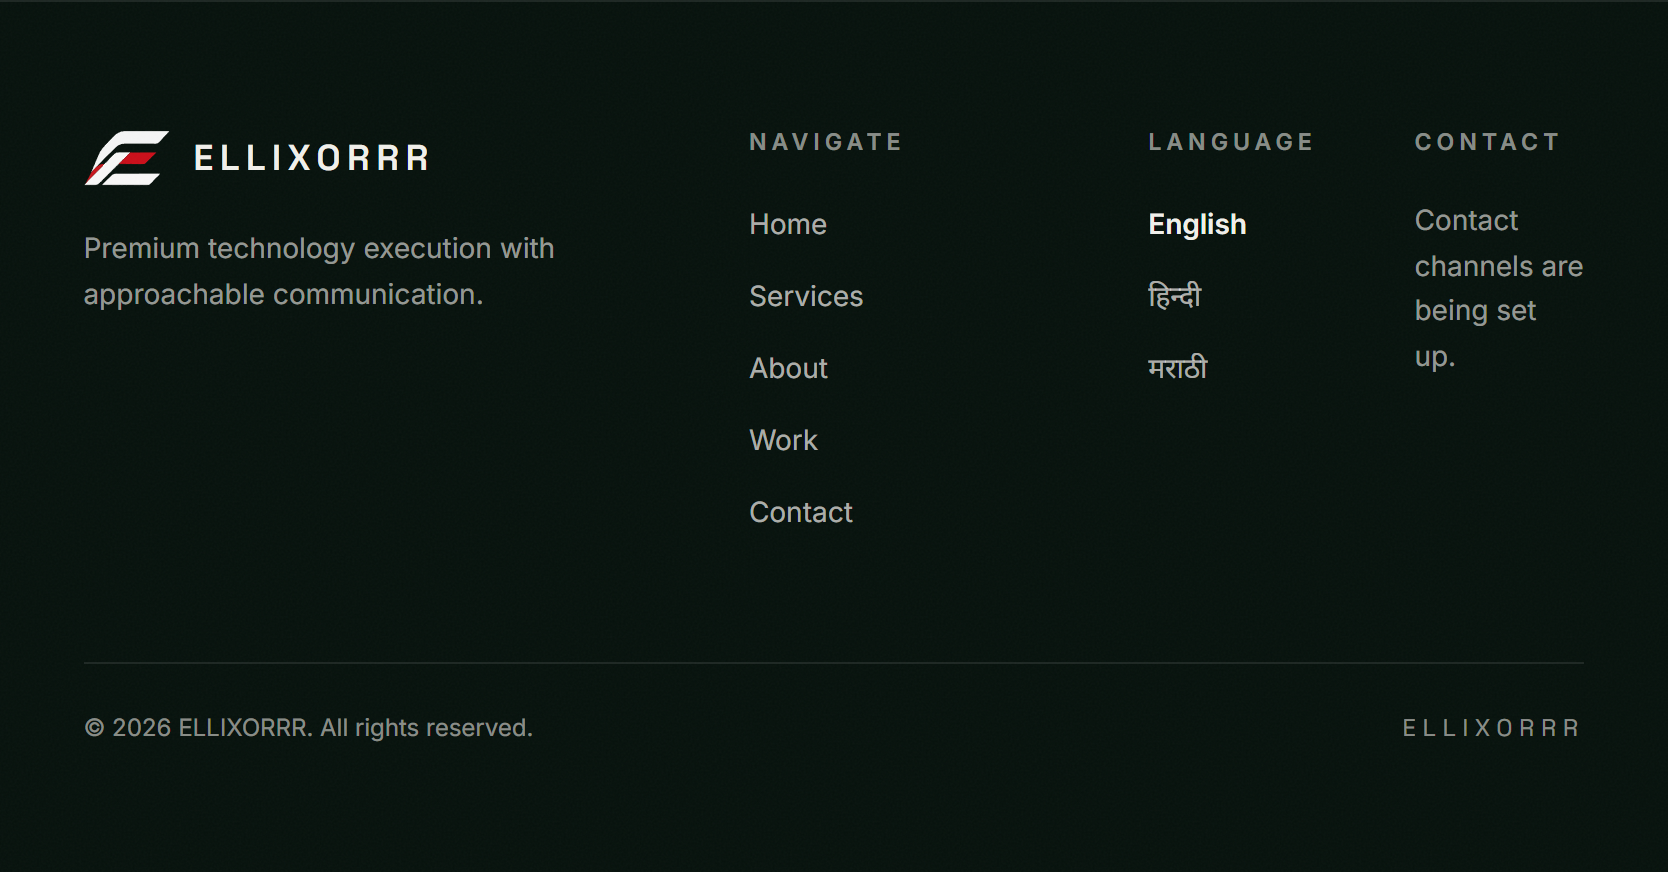 ELLIXORRR
Premium technology execution with
approachable communication.
NAVIGATE
Home
Services
About
Work
Contact
LANGUAGE
English
हिन्दी
मराठी
CONTACT
Contact
channels are
being set
up.
© 2026 ELLIXORRR. All rights reserved.
ELLIXORRR